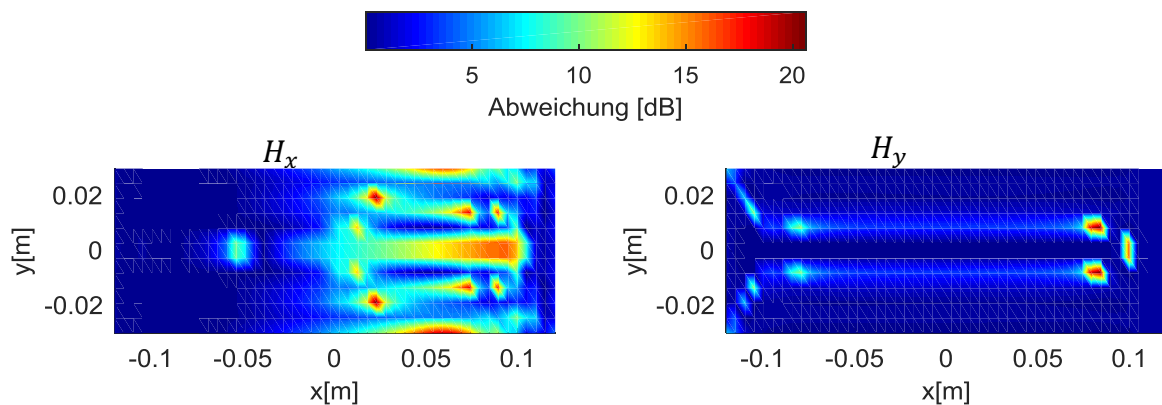 5 10 15 20
Abweichung [dB]
H_x H_y
0.02 0.02
0 0
-0.02 -0.02
y[m] y[m]
-0.1 -0.05 0 0.05 0.1 -0.1 -0.05 0 0.05 0.1
x[m] x[m]